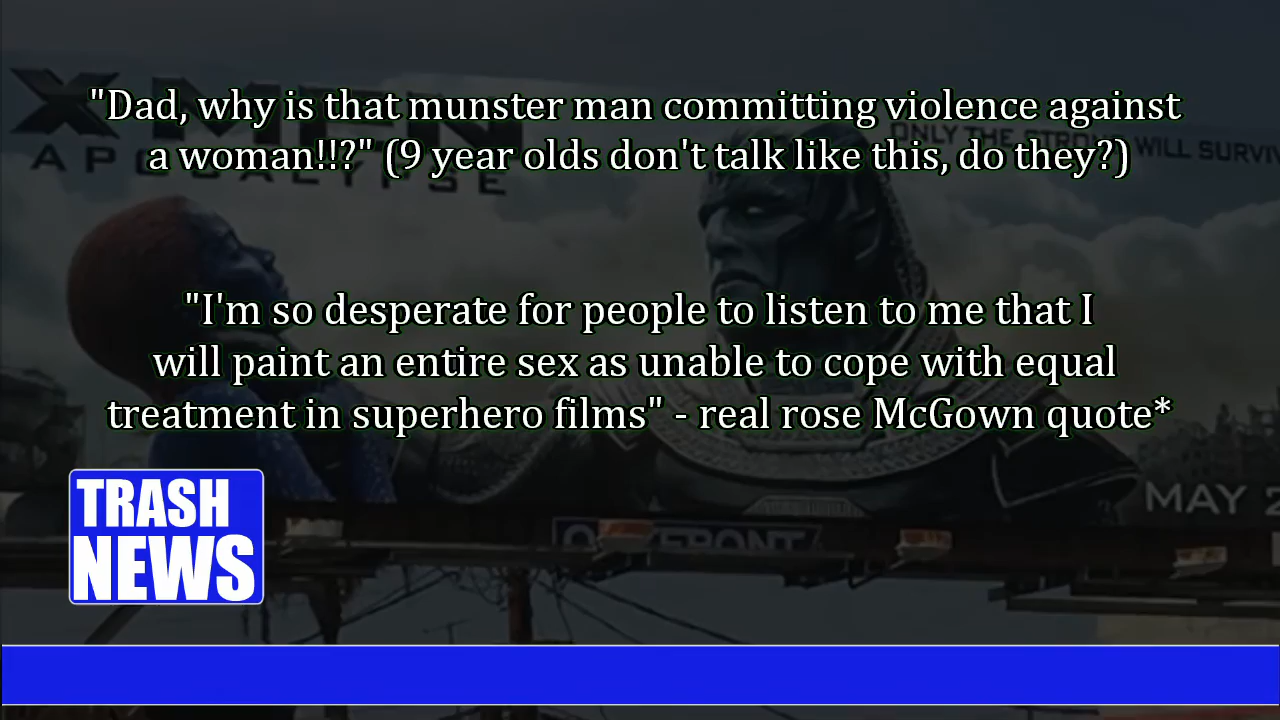 "Dad, why is that munster man committing violence against
a woman!!?" (9 year olds don't talk like this, do they?)
"I'm so desperate for people to listen to me that I
will paint an entire sex as unable to cope with equal
treatment in superhero films" - real rose McGown quote*
X-MEN
APOCALYPSE
ONLY THE STRONG WILL SURVIV
MAY 2
TRASH
NEWS